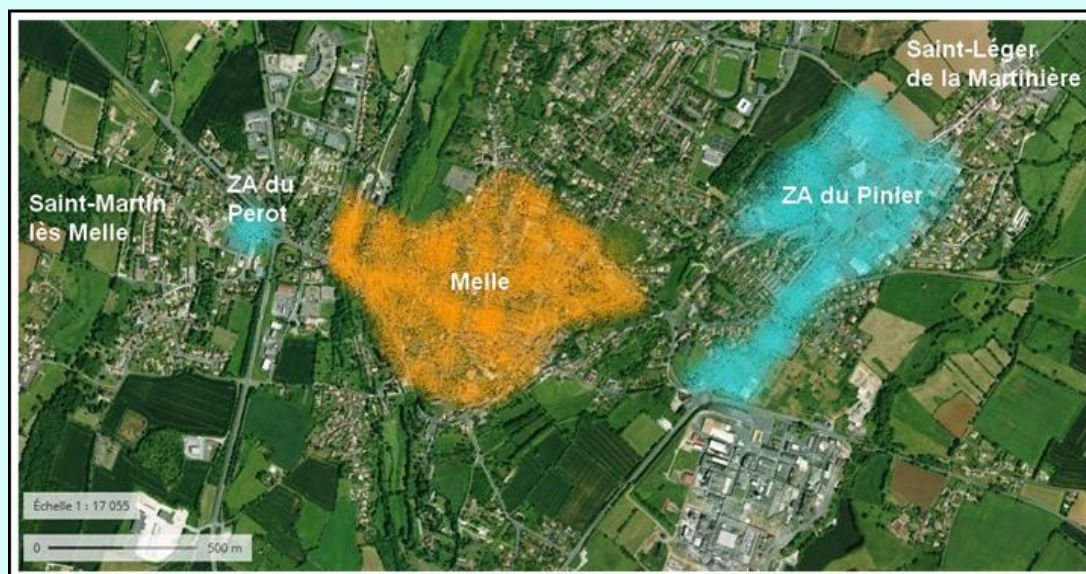 Saint-Léger
de la Martinière
ZA du
Perot
ZA du Pinier
Saint-Martin
lès Melle
Melle
Échelle 1 : 17 055
0 500 m